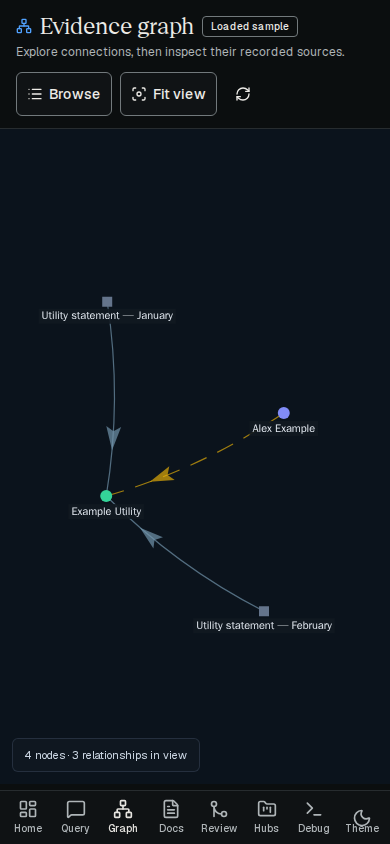 Evidence graph
Loaded sample
Explore connections, then inspect their recorded sources.
Browse
Fit view
Utility statement — January
Alex Example
Example Utility
Utility statement — February
4 nodes · 3 relationships in view
Home
Query
Graph
Docs
Review
Hubs
Debug
Theme